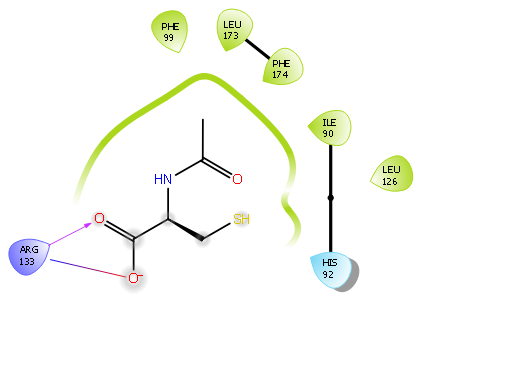 PHE
99
LEU
173
PHE
174
ILE
90
LEU
126
HN
O
O
SH
ARG
133
O−
HIS
92